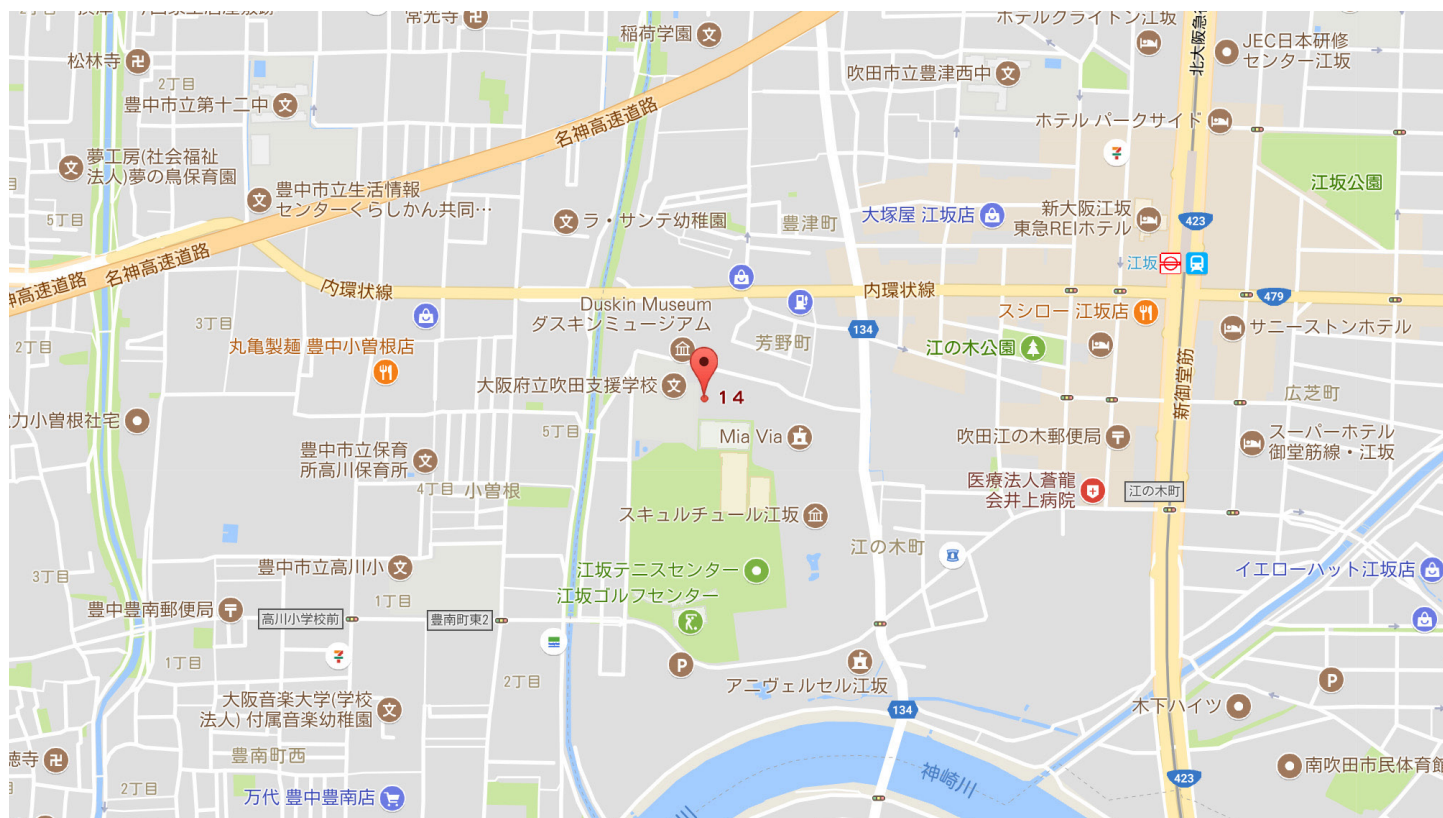 常光寺
稲荷学園
ホテルクライトン江坂
北大阪急
JEC日本研修
センター江坂
松林寺
2丁目
豊中市立第十二中
吹田市立豊津西中
名神高速道路
ホテル パークサイド
夢工房(社会福祉
法人)夢の鳥保育園
豊中市立生活情報
センターくらしかん共同…
江坂公園
5丁目
ラ・サンテ幼稚園
豊津町
大塚屋 江坂店
新大阪江坂
東急REIホテル
423
名神高速道路
神高速道路
江坂
内環状線
内環状線
479
Duskin Museum
ダスキンミュージアム
スシロー 江坂店
サニーストンホテル
3丁目
2丁目
丸亀製麺 豊中小曽根店
134
芳野町
江の木公園
大阪府立吹田支援学校
14
新御堂筋
広芝町
力小曽根社宅
5丁目
Mia Via
吹田江の木郵便局
スーパーホテル
御堂筋線・江坂
豊中市立保育
所高川保育所
4丁目
小曽根
医療法人蒼龍
会井上病院
江の木町
スキュルチュール江坂
江の木町
豊中市立高川小
3丁目
江坂テニスセンター
江坂ゴルフセンター
イエローハット江坂店
1丁目
豊中豊南郵便局
高川小学校前
豊南町東2
7
1丁目
2丁目
P
アニヴェルセル江坂
P
大阪音楽大学(学校
法人) 付属音楽幼稚園
134
木下ハイツ
豊南町西
徳寺
神崎川
南吹田市民体育館
423
2丁目
万代 豊中豊南店
川